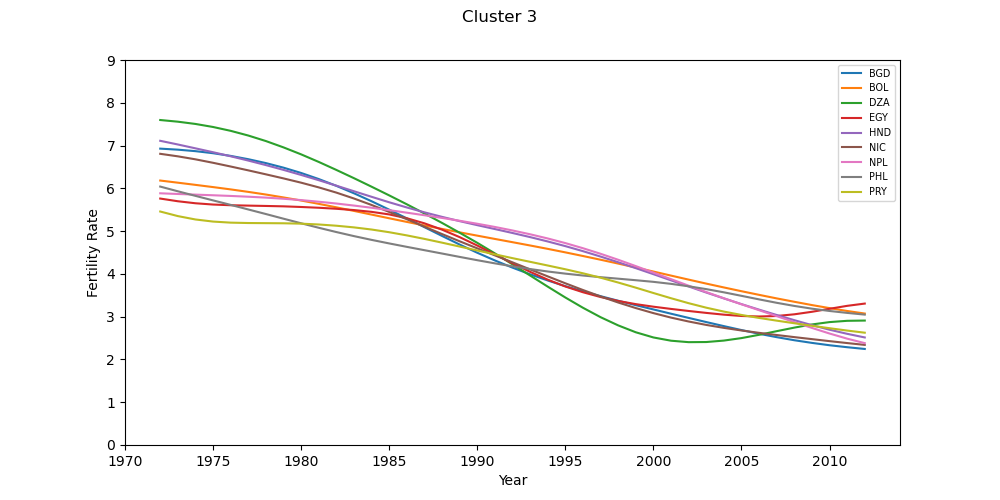 Cluster 3
9
8
7
6
5
4
3
2
1
0
Fertility Rate
1970 1975 1980 1985 1990 1995 2000 2005 2010
Year
BGD
BOL
DZA
EGY
HND
NIC
NPL
PHL
PRY